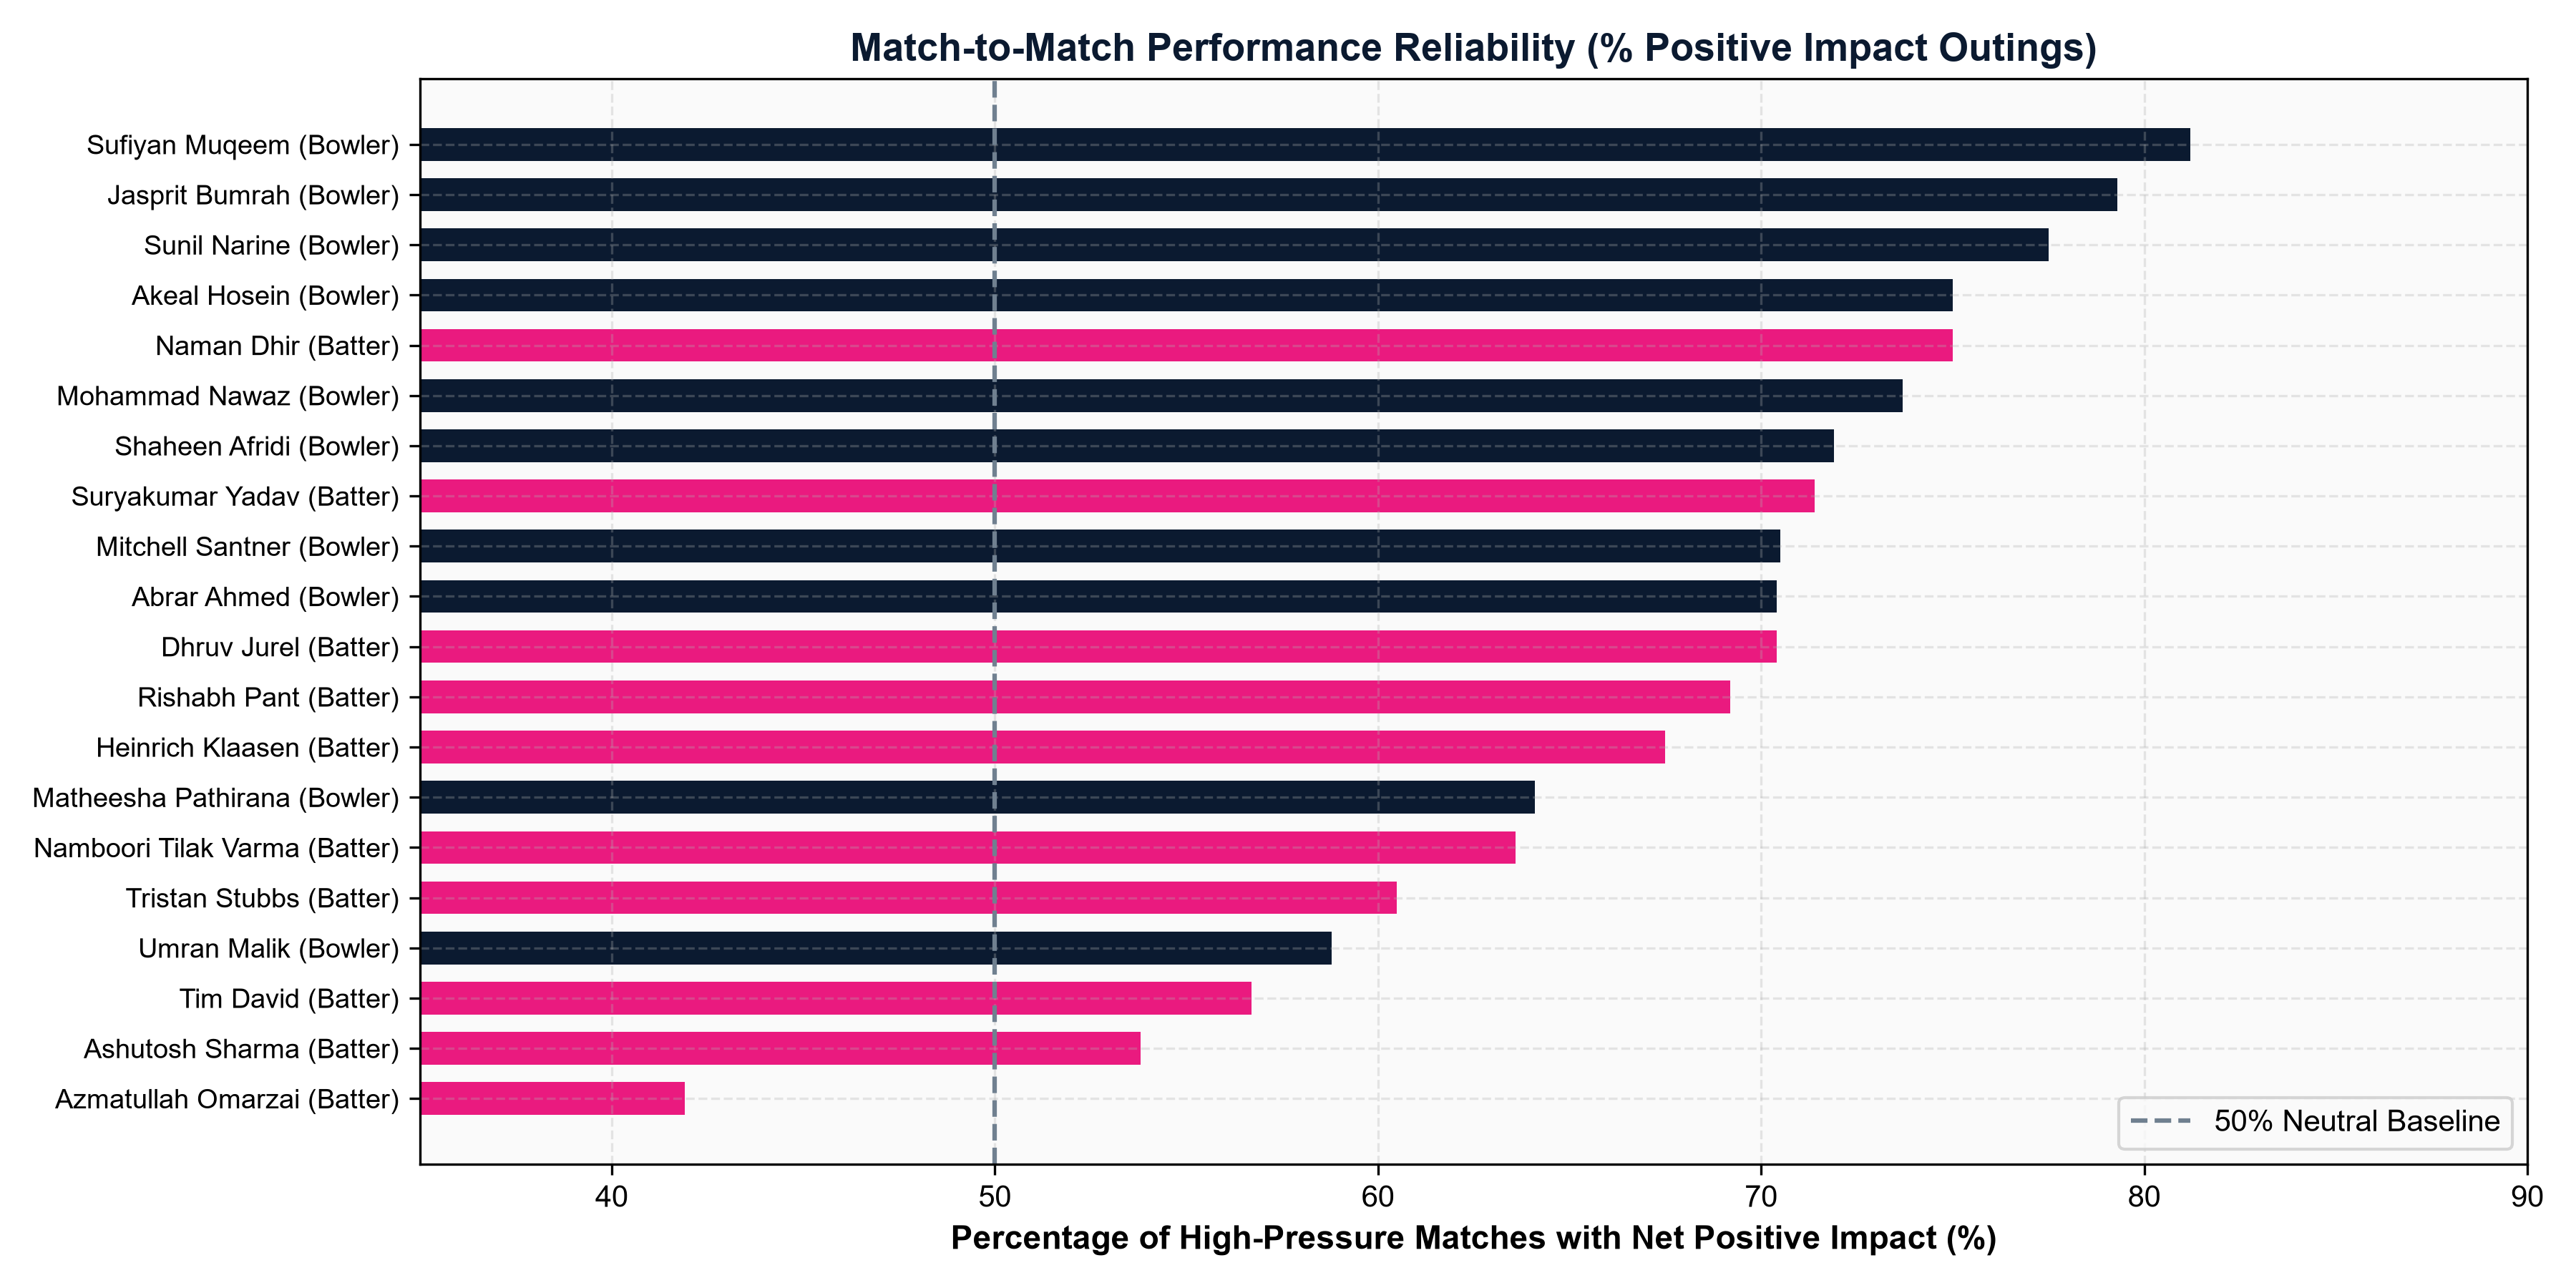 Match-to-Match Performance Reliability (% Positive Impact Outings)
Sufiyan Muqeem (Bowler)
Jasprit Bumrah (Bowler)
Sunil Narine (Bowler)
Akeal Hosein (Bowler)
Naman Dhir (Batter)
Mohammad Nawaz (Bowler)
Shaheen Afridi (Bowler)
Suryakumar Yadav (Batter)
Mitchell Santner (Bowler)
Abrar Ahmed (Bowler)
Dhruv Jurel (Batter)
Rishabh Pant (Batter)
Heinrich Klaasen (Batter)
Matheesha Pathirana (Bowler)
Namboori Tilak Varma (Batter)
Tristan Stubbs (Batter)
Umran Malik (Bowler)
Tim David (Batter)
Ashutosh Sharma (Batter)
Azmatullah Omarzai (Batter)
50% Neutral Baseline
40 50 60 70 80 90
Percentage of High-Pressure Matches with Net Positive Impact (%)